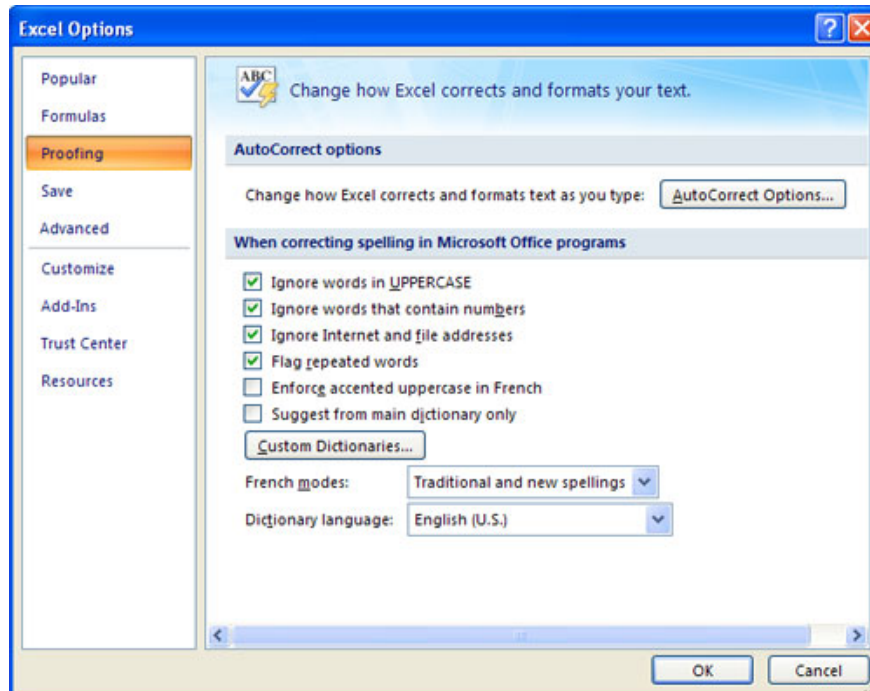 Excel Options
Popular
Formulas
Proofing
Save
Advanced
Customize
Add-Ins
Trust Center
Resources
ABC
Change how Excel corrects and formats your text.
AutoCorrect options
Change how Excel corrects and formats text as you type: AutoCorrect Options...
When correcting spelling in Microsoft Office programs
Ignore words in UPPERCASE
Ignore words that contain numbers
Ignore Internet and file addresses
Flag repeated words
Enforce accented uppercase in French
Suggest from main dictionary only
Custom Dictionaries...
French modes: Traditional and new spellings
Dictionary language: English (U.S.)
OK Cancel